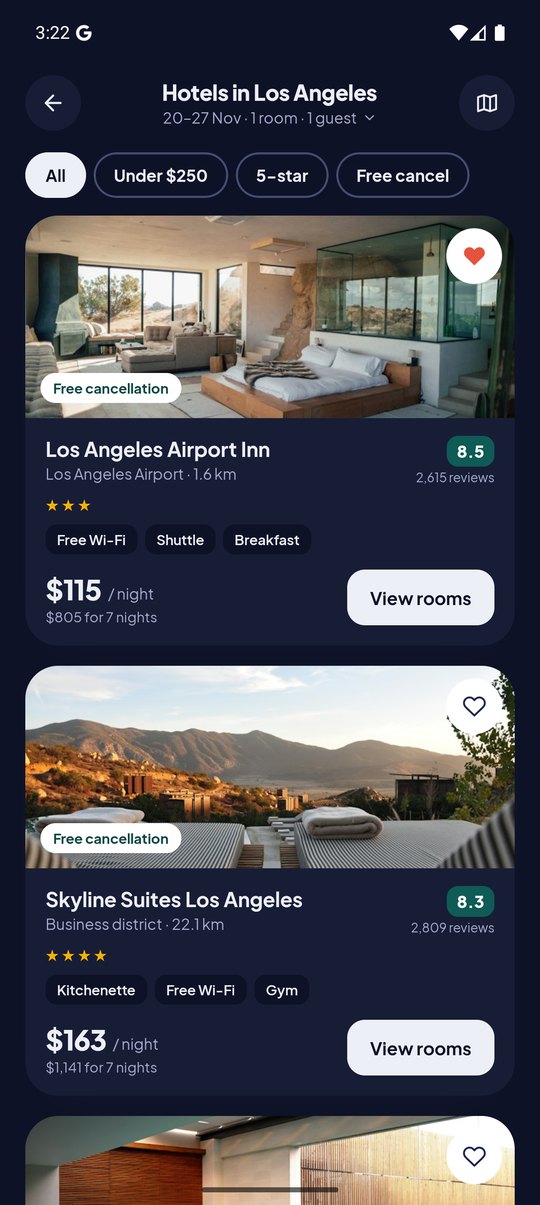 3:22
Hotels in Los Angeles
20–27 Nov · 1 room · 1 guest
All
Under $250
5-star
Free cancel
Free cancellation
Los Angeles Airport Inn
8.5
Los Angeles Airport · 1.6 km
2,615 reviews
Free Wi-Fi
Shuttle
Breakfast
$115 / night
$805 for 7 nights
View rooms
Free cancellation
Skyline Suites Los Angeles
8.3
Business district · 22.1 km
2,809 reviews
Kitchenette
Free Wi-Fi
Gym
$163 / night
$1,141 for 7 nights
View rooms